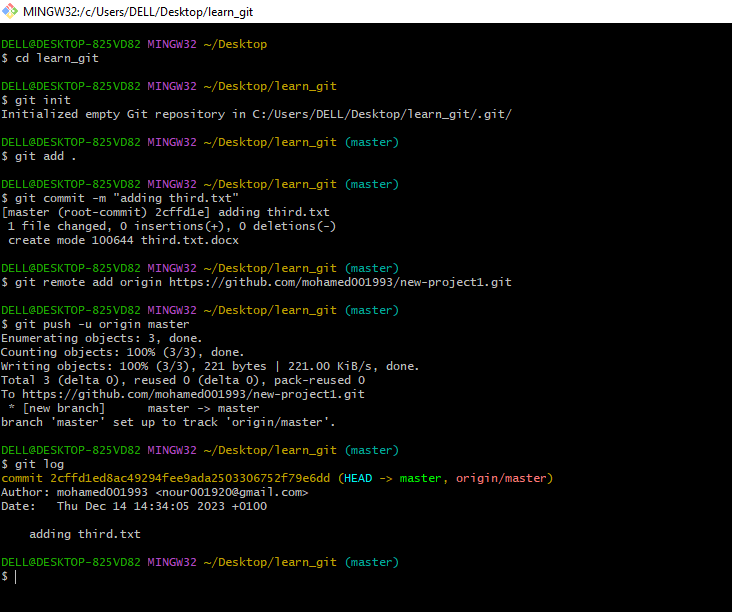 MINGW32:/c/Users/DELL/Desktop/learn_git
DELL@DESKTOP-825VD82 MINGW32 ~/Desktop
$ cd learn_git
DELL@DESKTOP-825VD82 MINGW32 ~/Desktop/learn_git
$ git init
Initialized empty Git repository in C:/Users/DELL/Desktop/learn_git/.git/
DELL@DESKTOP-825VD82 MINGW32 ~/Desktop/learn_git (master)
$ git add .
DELL@DESKTOP-825VD82 MINGW32 ~/Desktop/learn_git (master)
$ git commit -m "adding third.txt"
[master (root-commit) 2cffd1e] adding third.txt
 1 file changed, 0 insertions(+), 0 deletions(-)
 create mode 100644 third.txt.docx
DELL@DESKTOP-825VD82 MINGW32 ~/Desktop/learn_git (master)
$ git remote add origin https://github.com/mohamed001993/new-project1.git
DELL@DESKTOP-825VD82 MINGW32 ~/Desktop/learn_git (master)
$ git push -u origin master
Enumerating objects: 3, done.
Counting objects: 100% (3/3), done.
Writing objects: 100% (3/3), 221 bytes | 221.00 KiB/s, done.
Total 3 (delta 0), reused 0 (delta 0), pack-reused 0
To https://github.com/mohamed001993/new-project1.git
 * [new branch]      master -> master
branch 'master' set up to track 'origin/master'.
DELL@DESKTOP-825VD82 MINGW32 ~/Desktop/learn_git (master)
$ git log
commit 2cffd1ed8ac49294fee9ada2503306752f79e6dd (HEAD -> master, origin/master)
Author: mohamed001993 <nour001920@gmail.com>
Date:   Thu Dec 14 14:34:05 2023 +0100
    adding third.txt
DELL@DESKTOP-825VD82 MINGW32 ~/Desktop/learn_git (master)
$